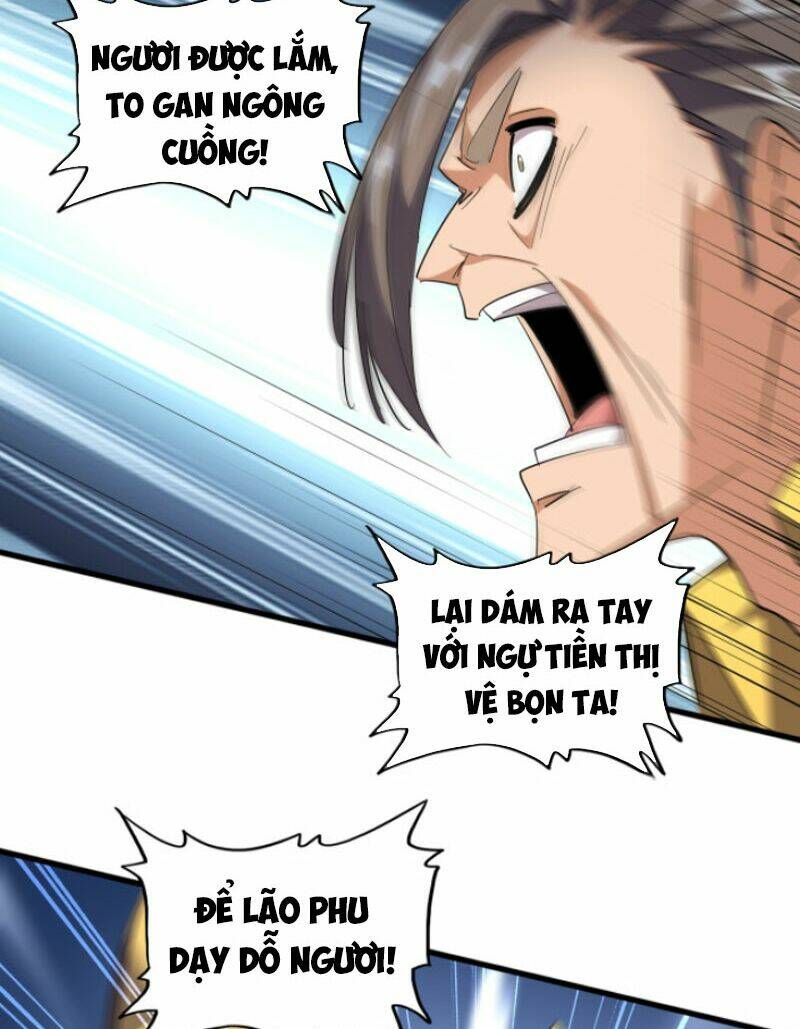 NGƯƠI ĐƯỢC LẮM,
TO GAN NGÔNG
CUỒNG!
LẠI DÁM RA TAY
VỚI NGỰ TIỀN THỊ
VỆ BỌN TA!
ĐỂ LÃO PHU
DẠY DỖ NGƯƠI!